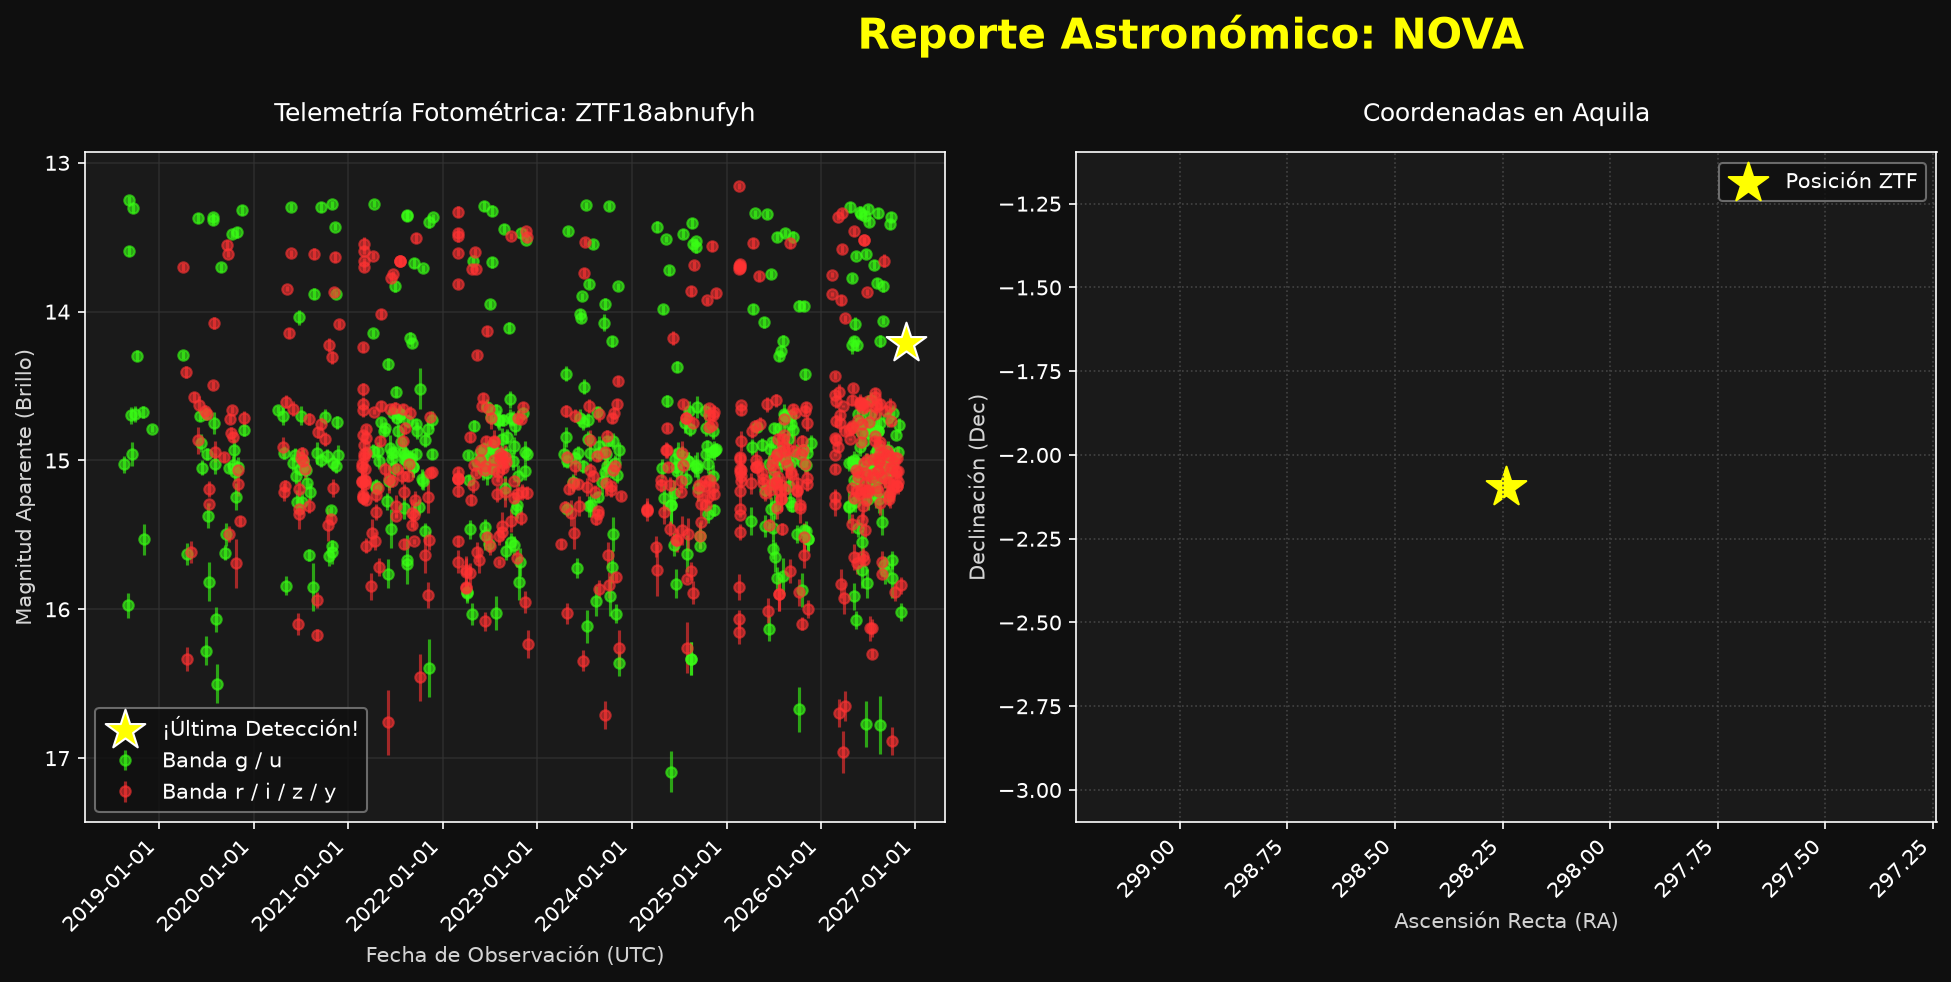 Reporte Astronómico: NOVA
Telemetría Fotométrica: ZTF18abnufyh
13
14
15
16
17
Magnitud Aparente (Brillo)
¡Última Detección!
Banda g / u
Banda r / i / z / y
2019-01-01
2020-01-01
2021-01-01
2022-01-01
2023-01-01
2024-01-01
2025-01-01
2026-01-01
2027-01-01
Fecha de Observación (UTC)
Coordenadas en Aquila
Posición ZTF
−1.25
−1.50
−1.75
−2.00
−2.25
−2.50
−2.75
−3.00
Declinación (Dec)
299.00
298.75
298.50
298.25
298.00
297.75
297.50
297.25
Ascensión Recta (RA)